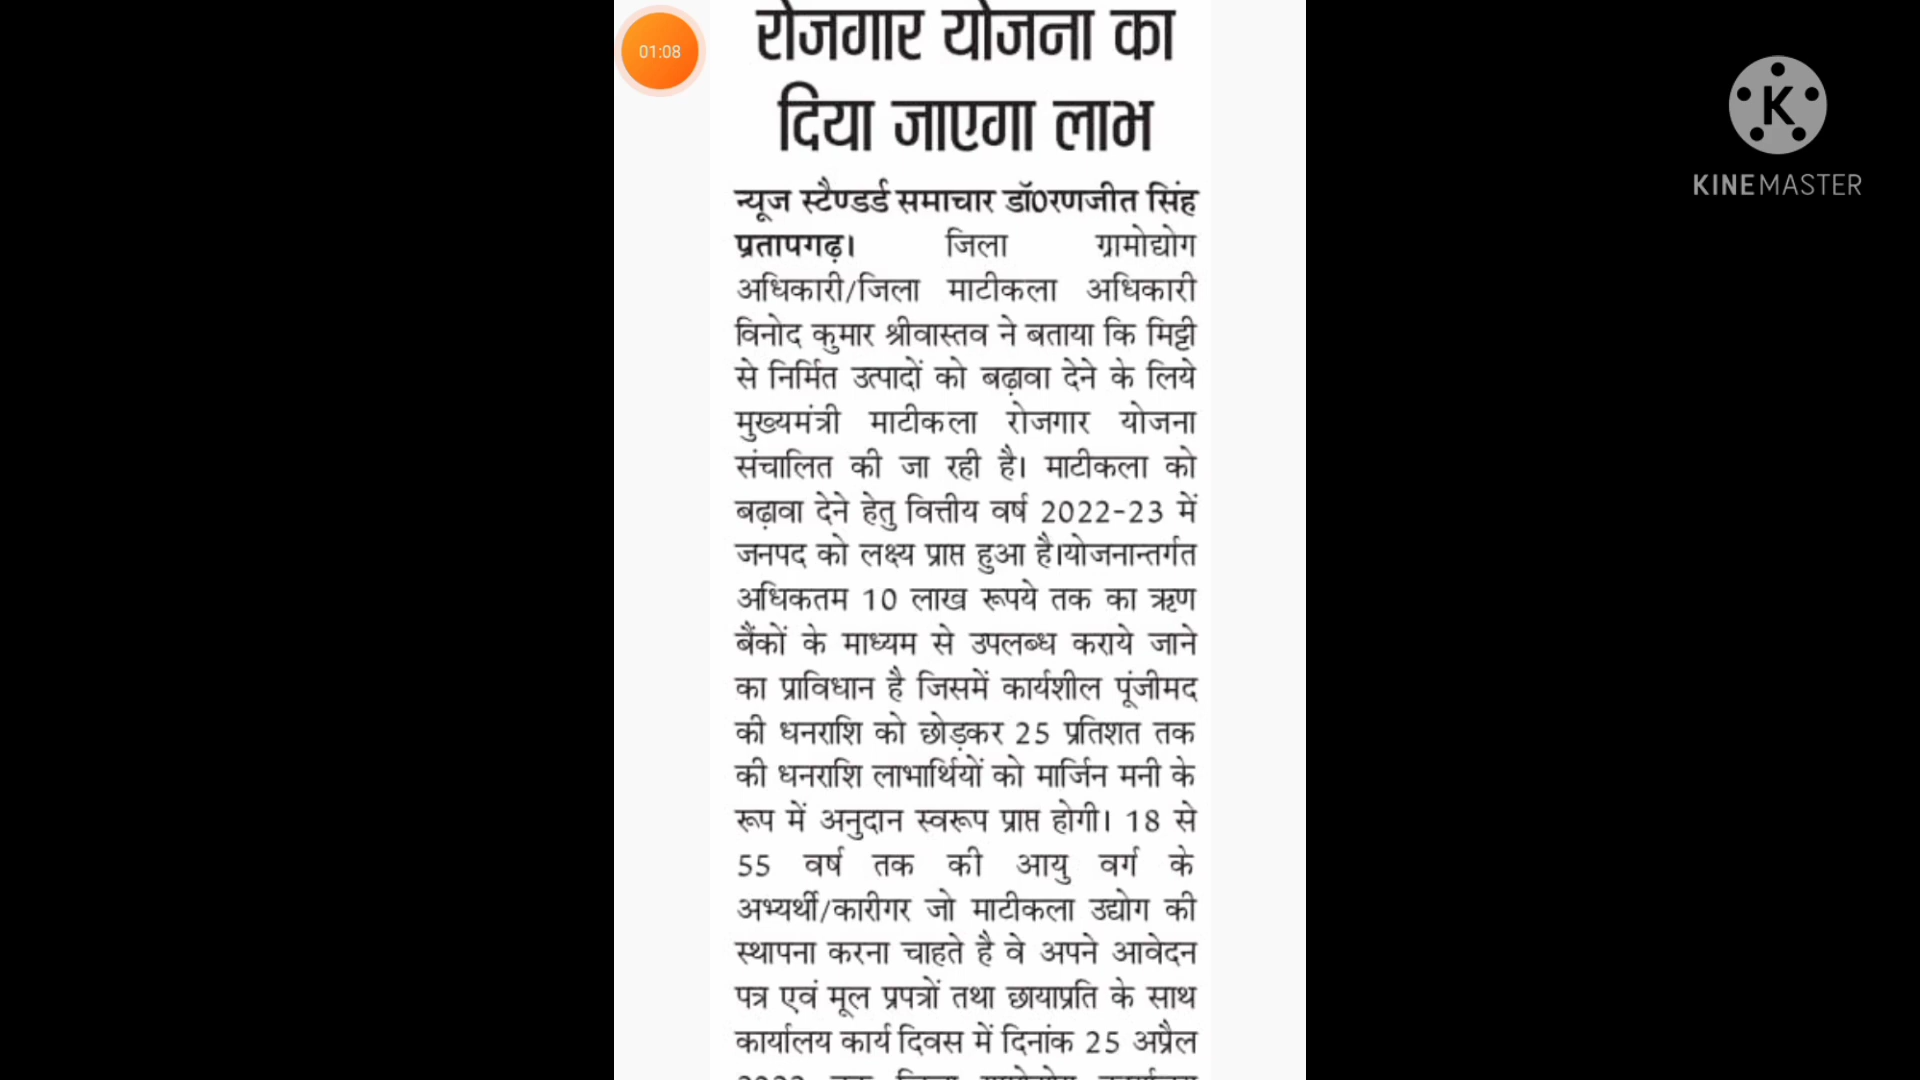 रोजगार योजना का
दिया जाएगा लाभ
01:08
K
KINEMASTER
न्यूज स्टैण्डर्ड समाचार डॉ0रणजीत सिंह
प्रतापगढ़। जिला ग्रामोद्योग
अधिकारी/जिला माटीकला अधिकारी
विनोद कुमार श्रीवास्तव ने बताया कि मिट्टी
से निर्मित उत्पादों को बढ़ावा देने के लिये
मुख्यमंत्री माटीकला रोजगार योजना
संचालित की जा रही है। माटीकला को
बढ़ावा देने हेतु वित्तीय वर्ष 2022-23 में
जनपद को लक्ष्य प्राप्त हुआ है।योजनान्तर्गत
अधिकतम 10 लाख रूपये तक का ऋण
बैंकों के माध्यम से उपलब्ध कराये जाने
का प्राविधान है जिसमें कार्यशील पूंजीमद
की धनराशि को छोड़कर 25 प्रतिशत तक
की धनराशि लाभार्थियों को मार्जिन मनी के
रूप में अनुदान स्वरूप प्राप्त होगी। 18 से
55 वर्ष तक की आयु वर्ग के
अभ्यर्थी/कारीगर जो माटीकला उद्योग की
स्थापना करना चाहते है वे अपने आवेदन
पत्र एवं मूल प्रपत्रों तथा छायाप्रति के साथ
कार्यालय कार्य दिवस में दिनांक 25 अप्रैल